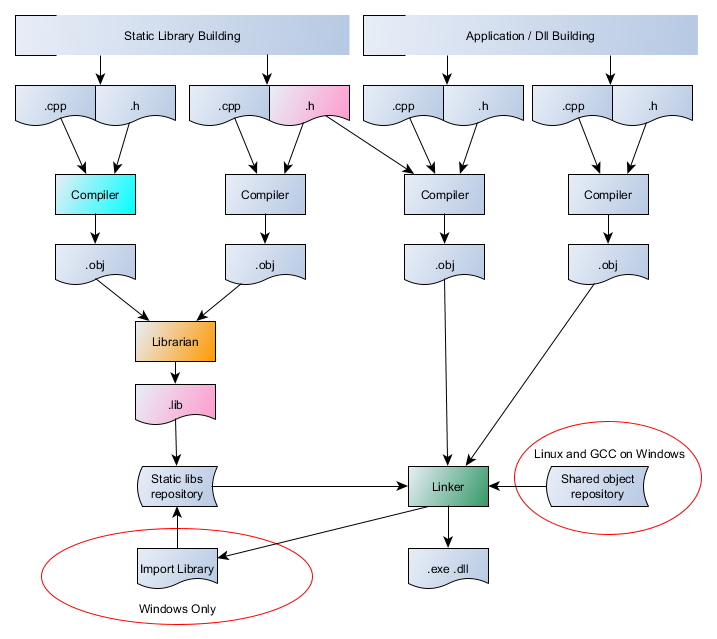 Static Library Building
Application / Dll Building
.cpp
.h
.cpp
.h
.cpp
.h
.cpp
.h
Compiler
Compiler
Compiler
Compiler
.obj
.obj
.obj
.obj
Librarian
.lib
Linux and GCC on Windows
Static libs
repository
Linker
Shared object
repository
Import Library
.exe .dll
Windows Only